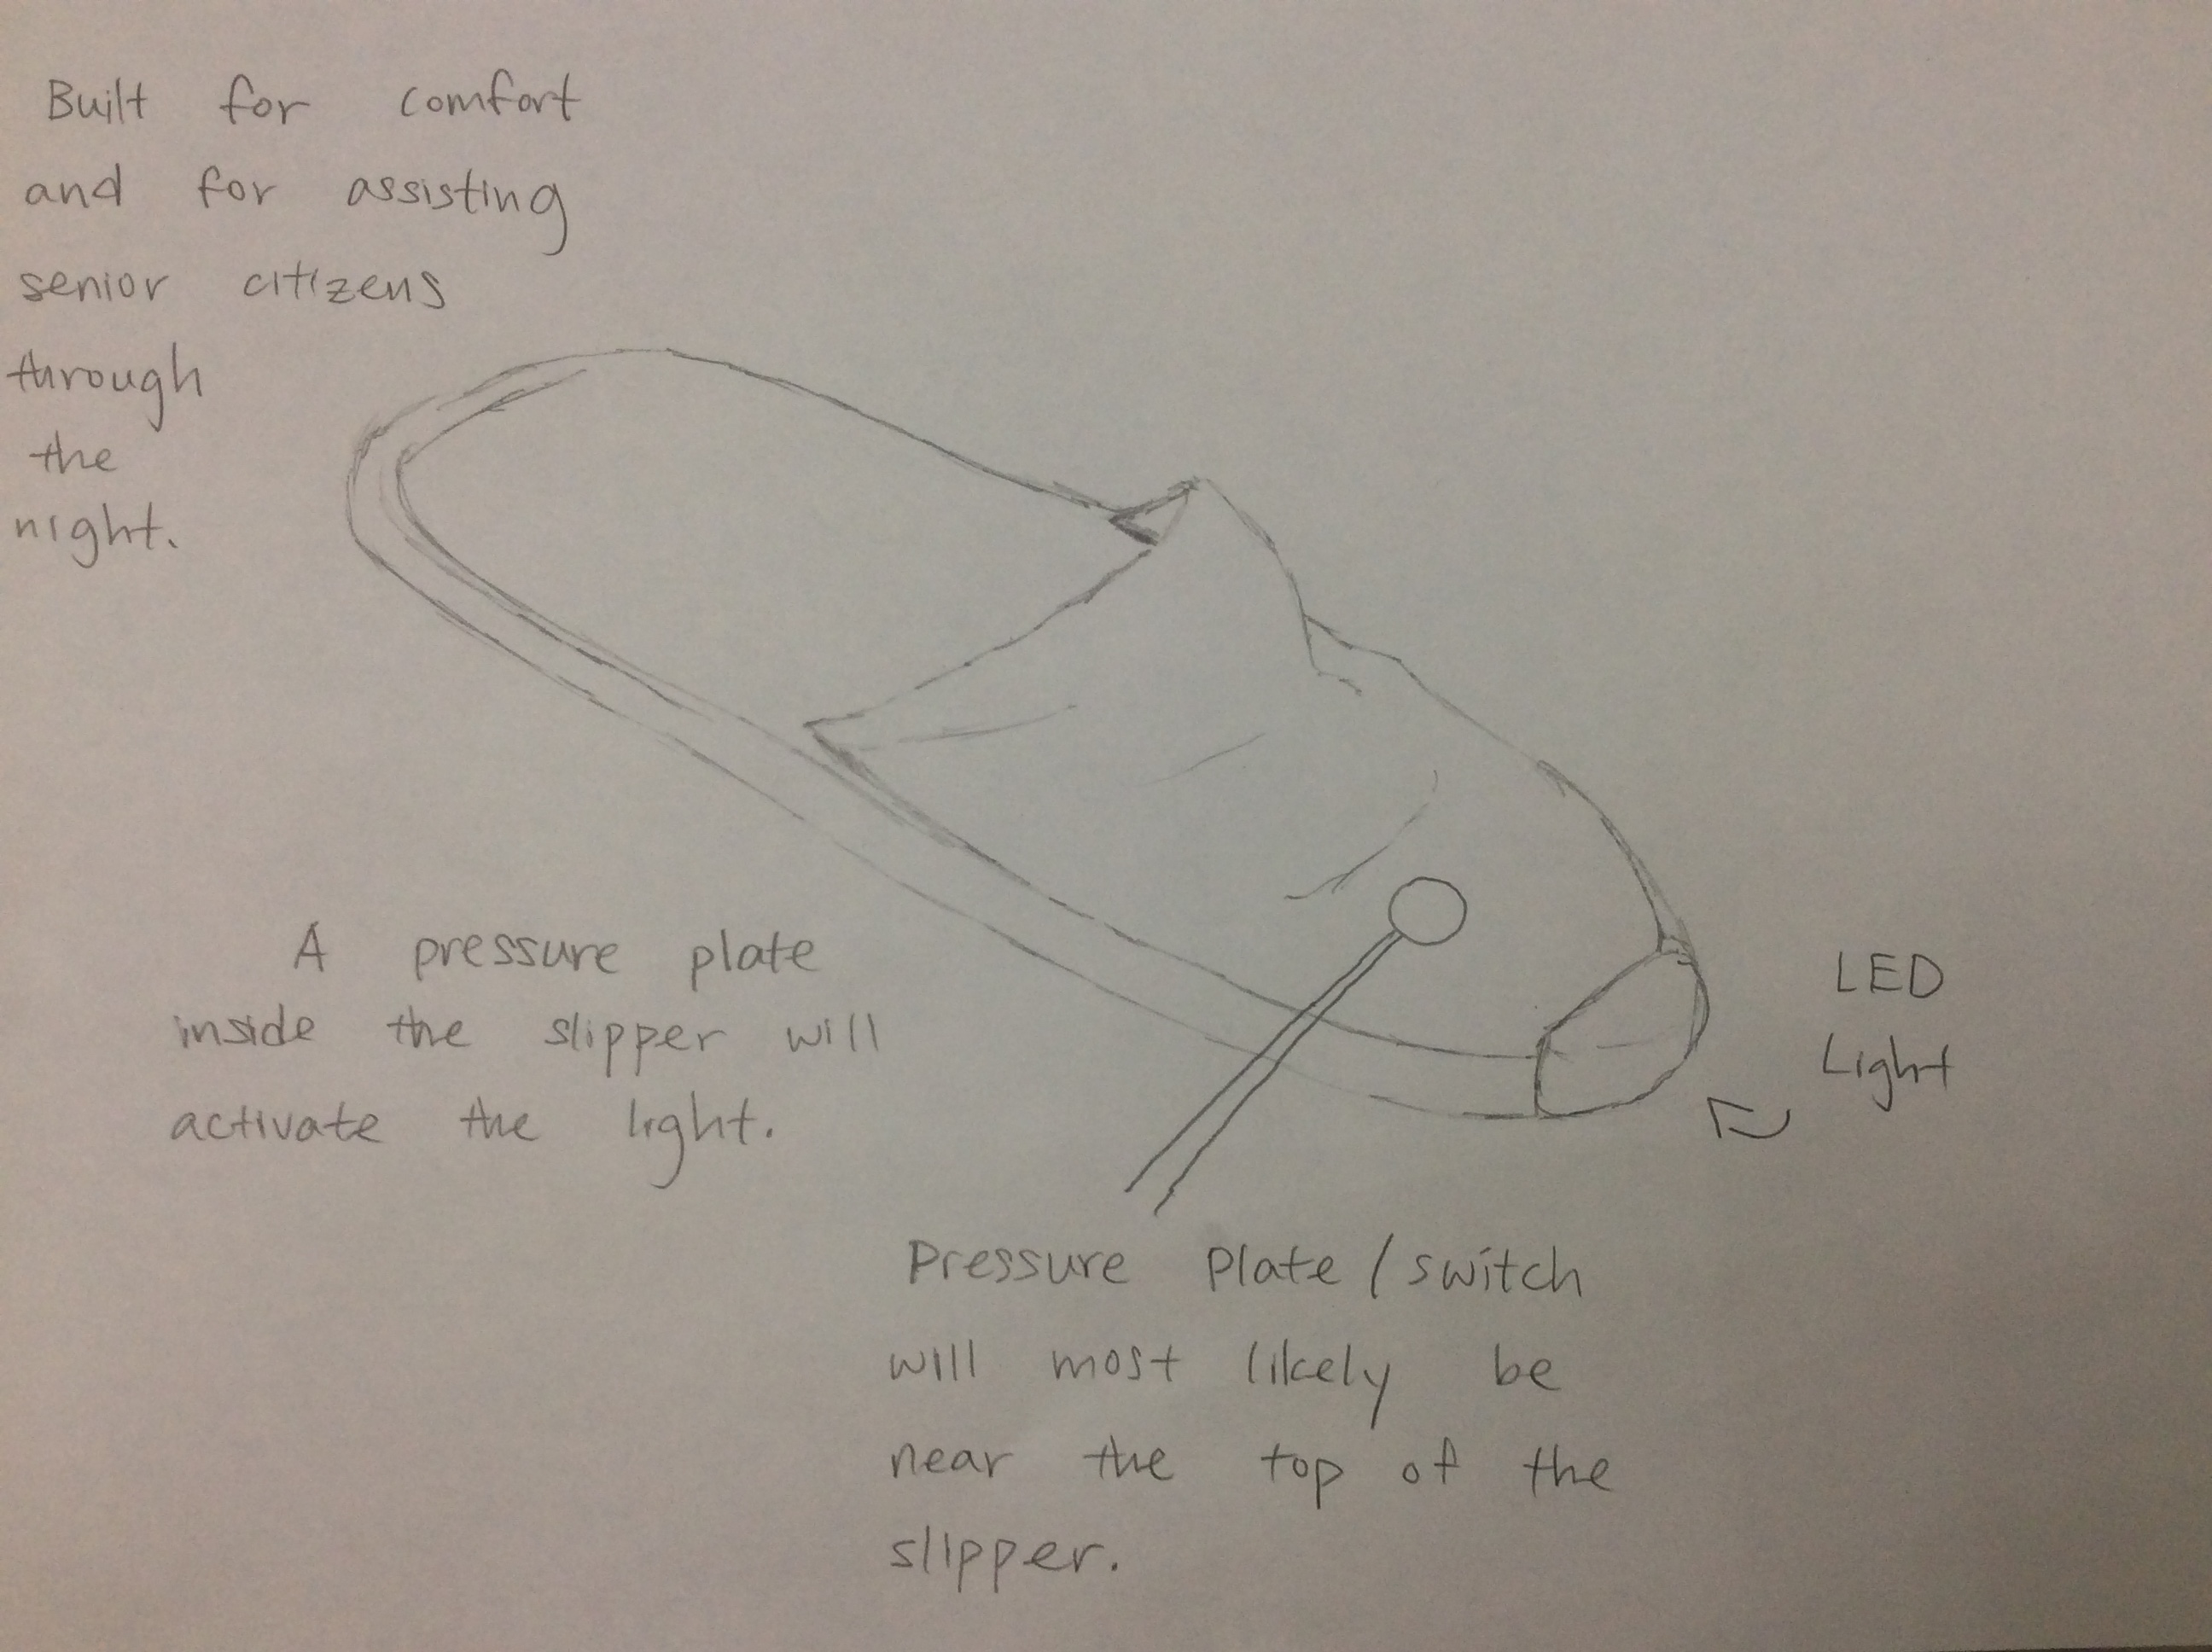 Built for comfort
and for assisting
senior citizens
through
the
night.
A pressure plate
inside the slipper will
activate the light.
LED
Light
Pressure Plate/switch
will most likely be
near the top of the
slipper.